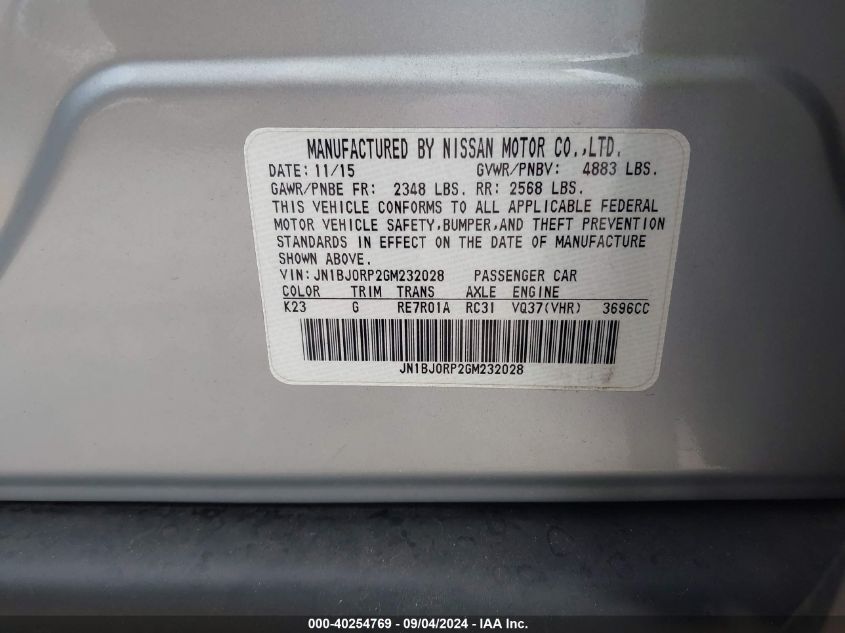 MANUFACTURED BY NISSAN MOTOR CO.,LTD.
DATE: 11/15 GVWR/PNBV: 4883 LBS.
GAWR/PNBE FR: 2348 LBS. RR: 2568 LBS.
THIS VEHICLE CONFORMS TO ALL APPLICABLE FEDERAL
MOTOR VEHICLE SAFETY,BUMPER,AND THEFT PREVENTION
STANDARDS IN EFFECT ON THE DATE OF MANUFACTURE
SHOWN ABOVE.
VIN: JN1BJ0RP2GM232028 PASSENGER CAR
COLOR TRIM TRANS AXLE ENGINE
K23 G RE7R01A RC31 VQ37(VHR) 3696CC
JN1BJ0RP2GM232028
000-40254769 - 09/04/2024 - IAA Inc.